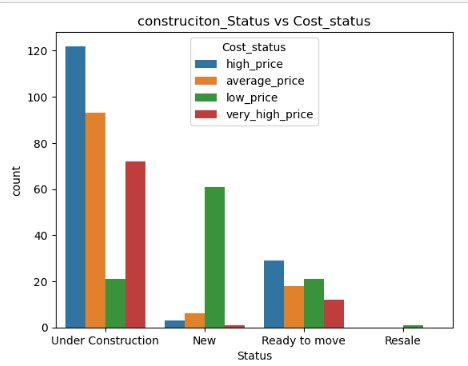 construciton_Status vs Cost_status
Cost_status
high_price
average_price
low_price
very_high_price
120
100
80
60
40
20
0
count
Under Construction New Ready to move Resale
Status